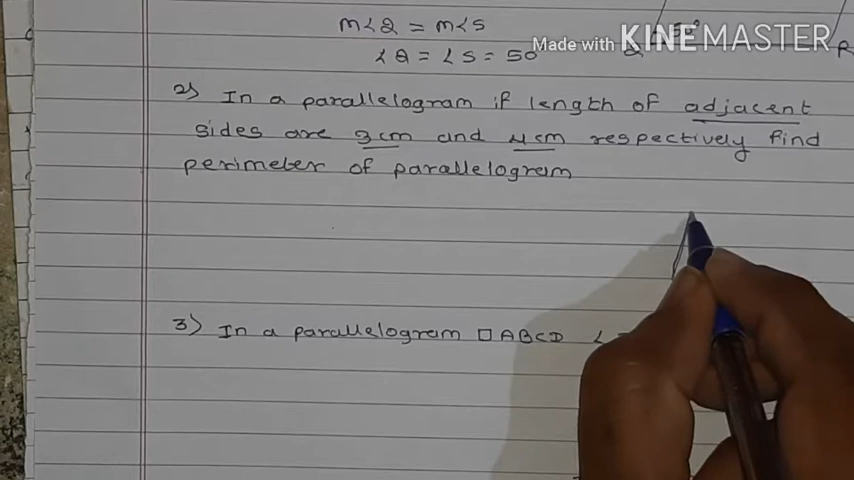 m∠Q = m∠S
∠Q = ∠S = 50
Made with KINEMASTER
2) In a parallelogram if length of adjacent
sides are 3cm and 4cm respectively find
perimeter of parallelogram
3) In a parallelogram □ABCD ∠